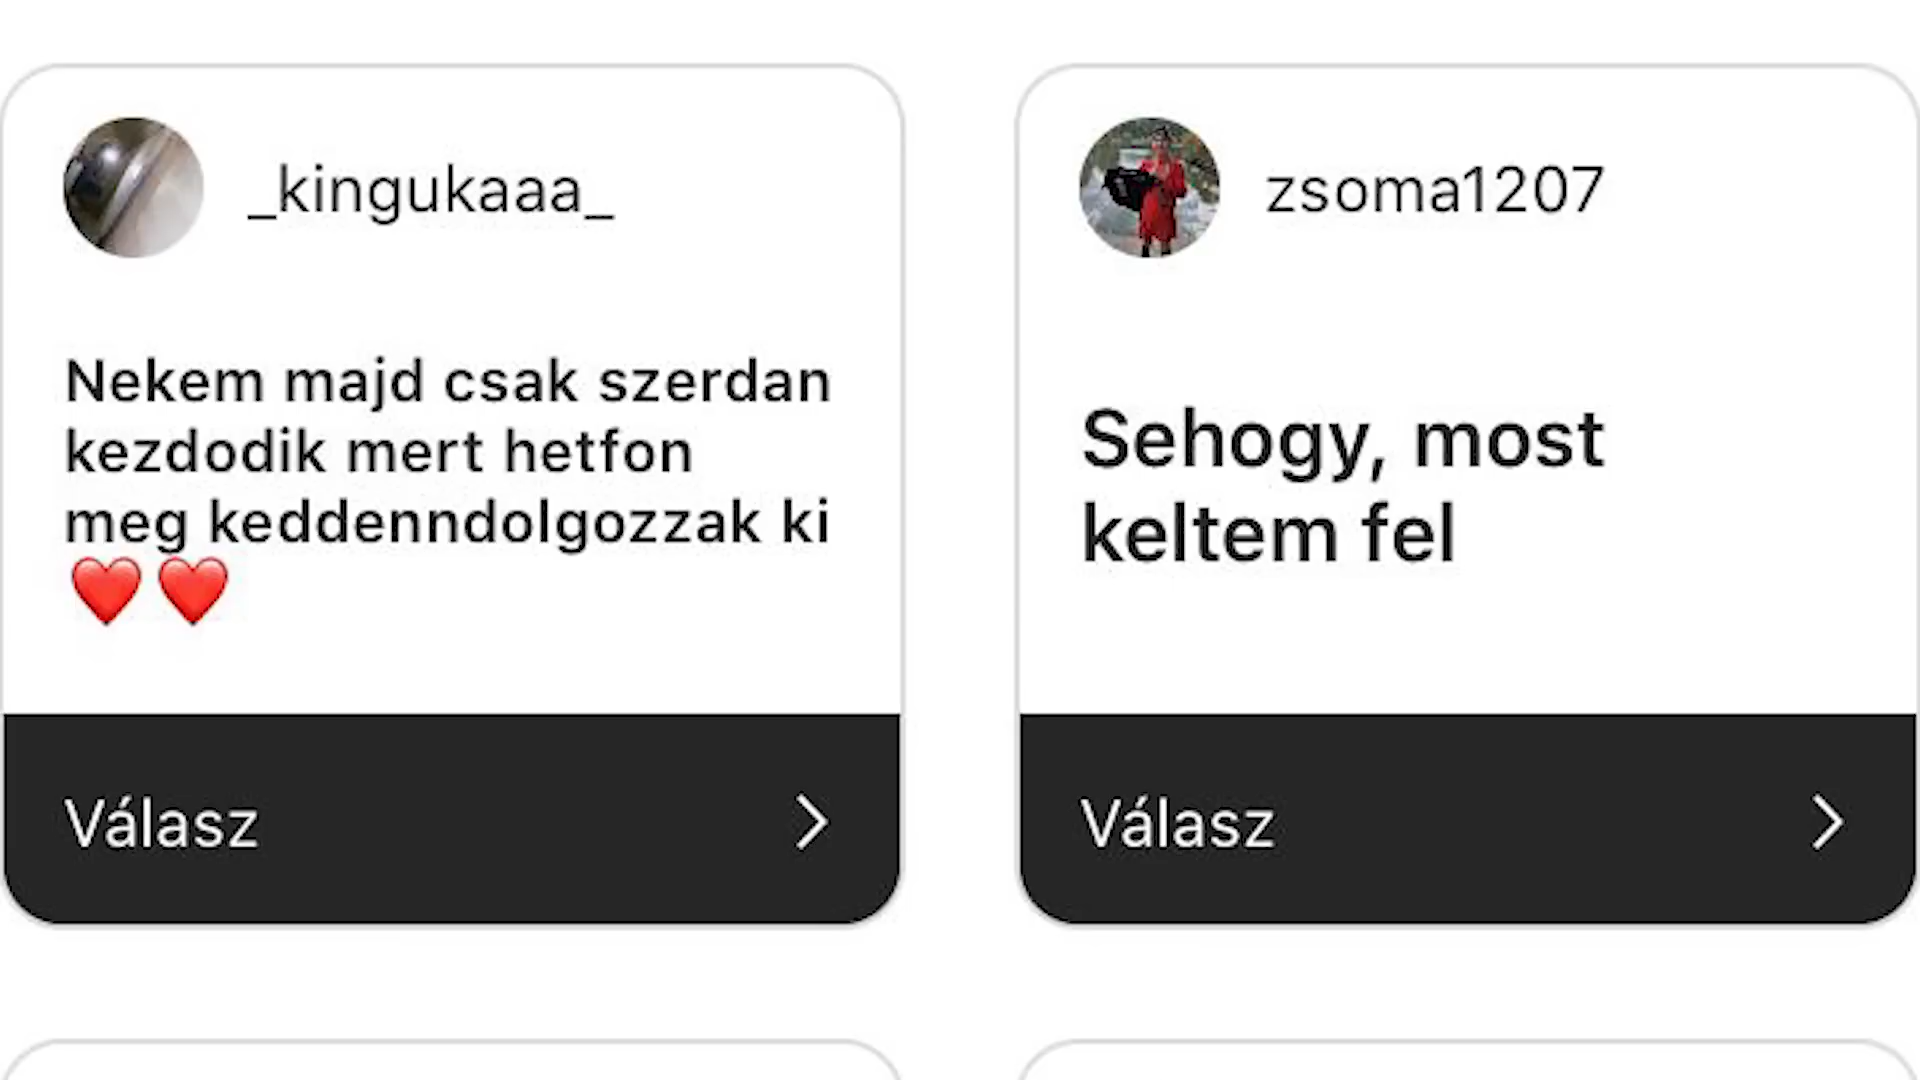 _kingukaaa_
Nekem majd csak szerdan
kezdodik mert hetfon
meg keddenndolgozzak ki
❤️❤️
Válasz
zsoma1207
Sehogy, most
keltem fel
Válasz